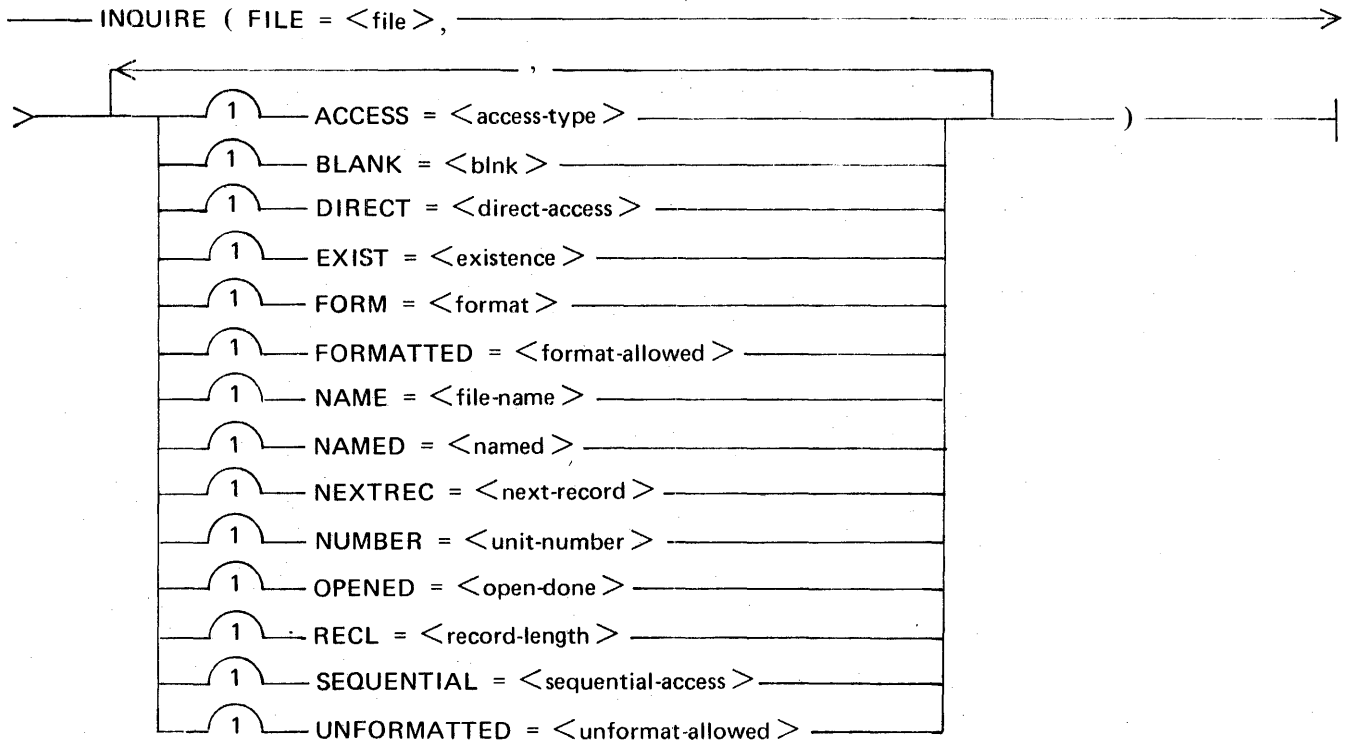 INQUIRE ( FILE = <file>,
,
1 ACCESS = <access-type> )
1 BLANK = <blnk>
1 DIRECT = <direct-access>
1 EXIST = <existence>
1 FORM = <format>
1 FORMATTED = <format-allowed>
1 NAME = <file-name>
1 NAMED = <named>
1 NEXTREC = <next-record>
1 NUMBER = <unit-number>
1 OPENED = <open-done>
1 RECL = <record-length>
1 SEQUENTIAL = <sequential-access>
1 UNFORMATTED = <unformat-allowed>